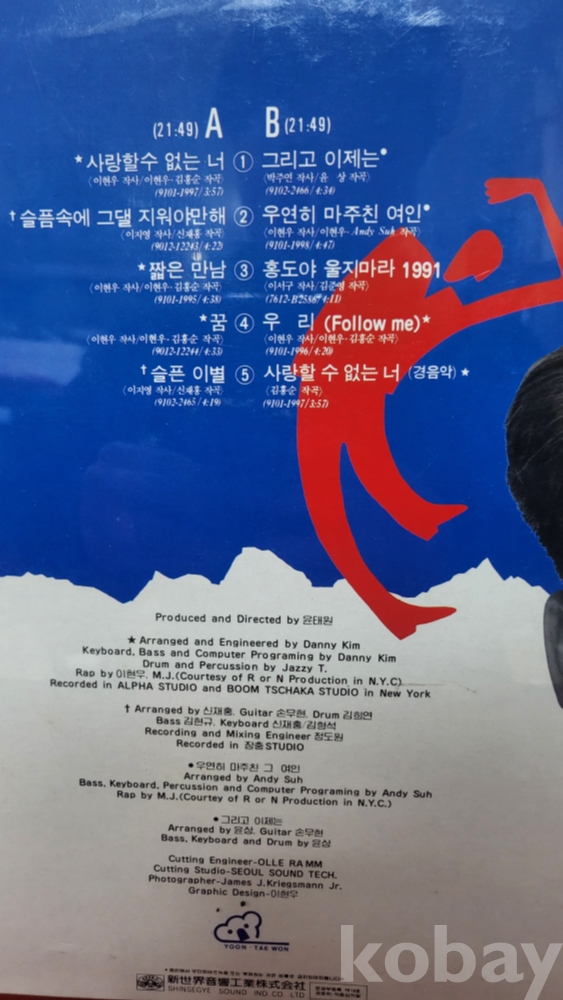 (21:49) A B (21:49)
★사랑할수 없는 너 ① 그리고 이제는●
(이현우 작사/이현우·김홍순 작곡) (박주연 작사/윤 상 작곡)
(9101-1997/3:57) (9102-2466/4:34)
†슬픔속에 그댈 지워야만해 ② 우연히 마주친 여인●
(이지영 작사/신재홍 작곡) (이현우 작사/이현우·Andy Suh 작곡)
(9012-12243/4:22) (9101-1998/4:47)
★짧은 만남 ③ 홍도야 울지마라 1991
(이현우 작사/이현우·김홍순 작곡) (이서구 작사/김준영 작곡)
(9101-1995/4:38) (7612-B2586/4:11)
★꿈 ④ 우 리 (Follow me)★
(이현우 작사/이현우·김홍순 작곡) (이현우 작사/이현우·김홍순 작곡)
(9012-12244/4:33) (9101-1996/4:20)
†슬픈 이별 ⑤ 사랑할 수 없는 너 (경음악) ★
(이지영 작사/신재홍 작곡) (김홍순 작곡)
(9102-2465/4:19) (9101-1997/3:57)
Produced and Directed by 윤태원
★ Arranged and Engineered by Danny Kim
Keyboard, Bass and Computer Programing by Danny Kim
Drum and Percussion by Jazzy T.
Rap by 이현우, M.J.(Courtesy of R or N Production in N.Y.C)
Recorded in ALPHA STUDIO and BOOM TSCHAKA STUDIO in New York
† Arranged by 신재홍, Guitar 손무현, Drum 김희연
Bass 김현규, Keyboard 신재홍/김형석
Recording and Mixing Engineer 정도원
Recorded in 장충STUDIO
●우연히 마주친 그 여인
Arranged by Andy Suh
Bass, Keyboard, Percussion and Computer Programing by Andy Suh
Rap by M.J.(Courtey of R or N Production in N.Y.C.)
●그리고 이제는
Arranged by 윤상, Guitar 손무현
Bass, Keyboard and Drum by 윤상
Cutting Engineer-OLLE RAMM
Cutting Studio-SEOUL SOUND TECH.
Photographer-James J.Kriegsmann Jr.
Graphic Design-이현우
YOON·TAE WON
新世界音響工業株式會社
SHINSEGYE SOUND IND CO LTD
kobay